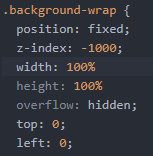 .background-wrap {
position: fixed;
z-index: -1000;
width: 100%
height: 100%
overflow: hidden;
top: 0;
left: 0;